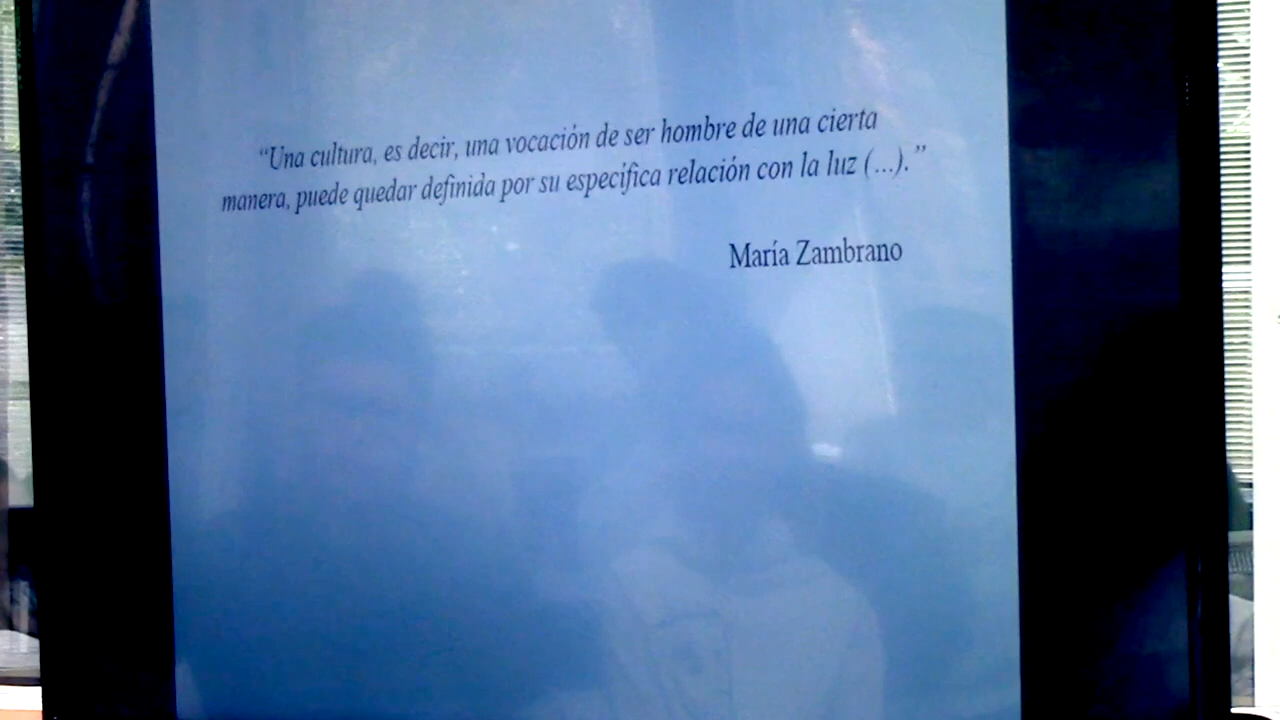 “Una cultura, es decir, una vocación de ser hombre de una cierta
manera, puede quedar definida por su específica relación con la luz (...).”
María Zambrano